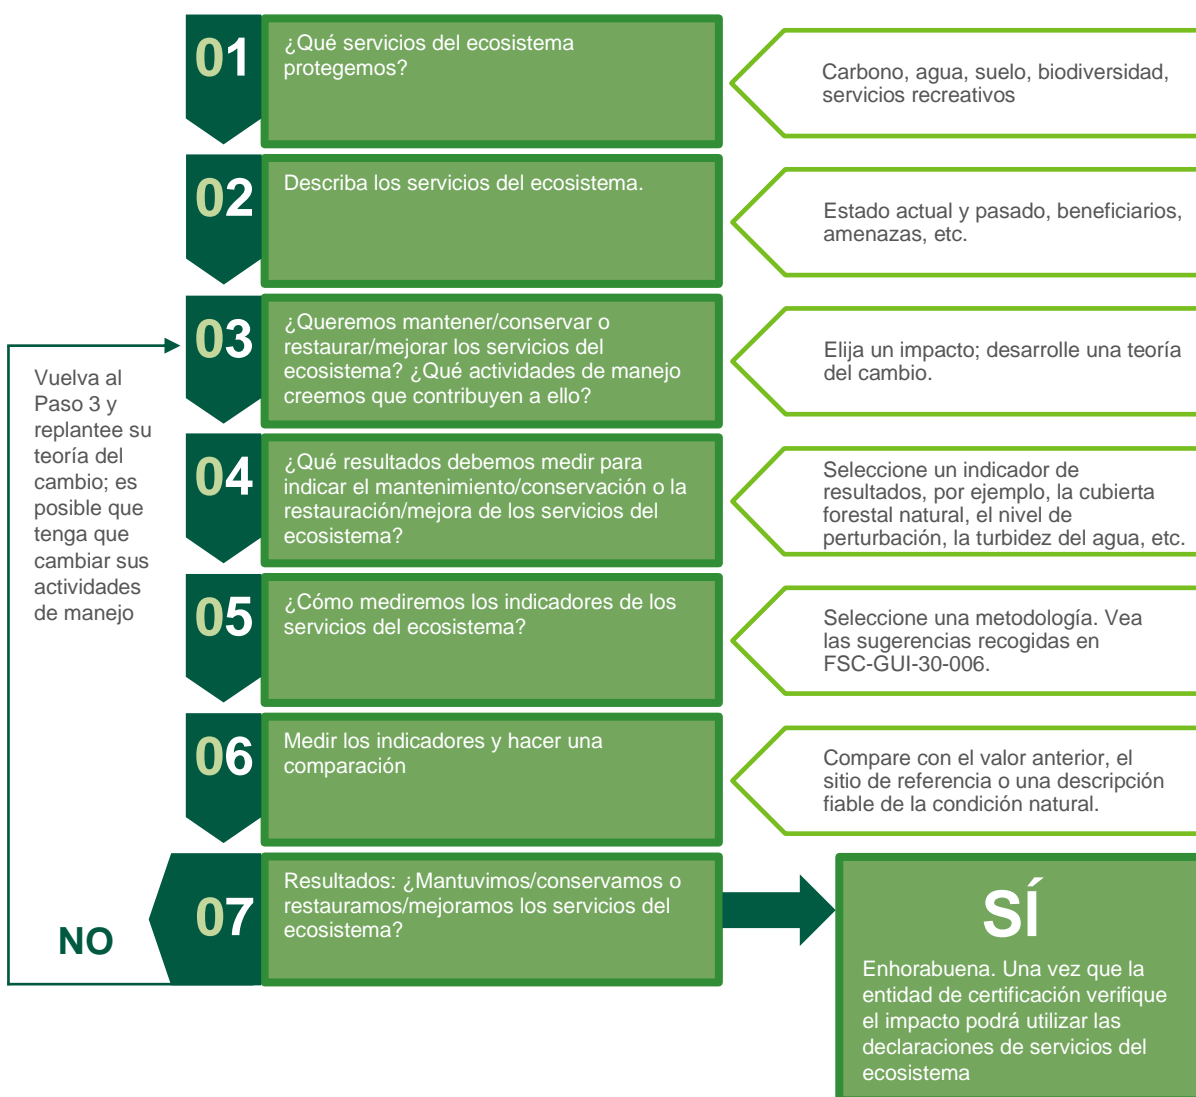 01
¿Qué servicios del ecosistema
protegemos?
Carbono, agua, suelo, biodiversidad,
servicios recreativos
02
Describa los servicios del ecosistema.
Estado actual y pasado, beneficiarios,
amenazas, etc.
03
¿Queremos mantener/conservar o
restaurar/mejorar los servicios del
ecosistema? ¿Qué actividades de manejo
creemos que contribuyen a ello?
Elija un impacto; desarrolle una teoría
del cambio.
Vuelva al
Paso 3 y
replantee su
teoría del
cambio; es
posible que
tenga que
cambiar sus
actividades
de manejo
04
¿Qué resultados debemos medir para
indicar el mantenimiento/conservación o la
restauración/mejora de los servicios del
ecosistema?
Seleccione un indicador de
resultados, por ejemplo, la cubierta
forestal natural, el nivel de
perturbación, la turbidez del agua, etc.
05
¿Cómo mediremos los indicadores de los
servicios del ecosistema?
Seleccione una metodología. Vea
las sugerencias recogidas en
FSC-GUI-30-006.
06
Medir los indicadores y hacer una
comparación
Compare con el valor anterior, el
sitio de referencia o una descripción
fiable de la condición natural.
07
Resultados: ¿Mantuvimos/conservamos o
restauramos/mejoramos los servicios del
ecosistema?
NO
SÍ
Enhorabuena. Una vez que la
entidad de certificación verifique
el impacto podrá utilizar las
declaraciones de servicios del
ecosistema